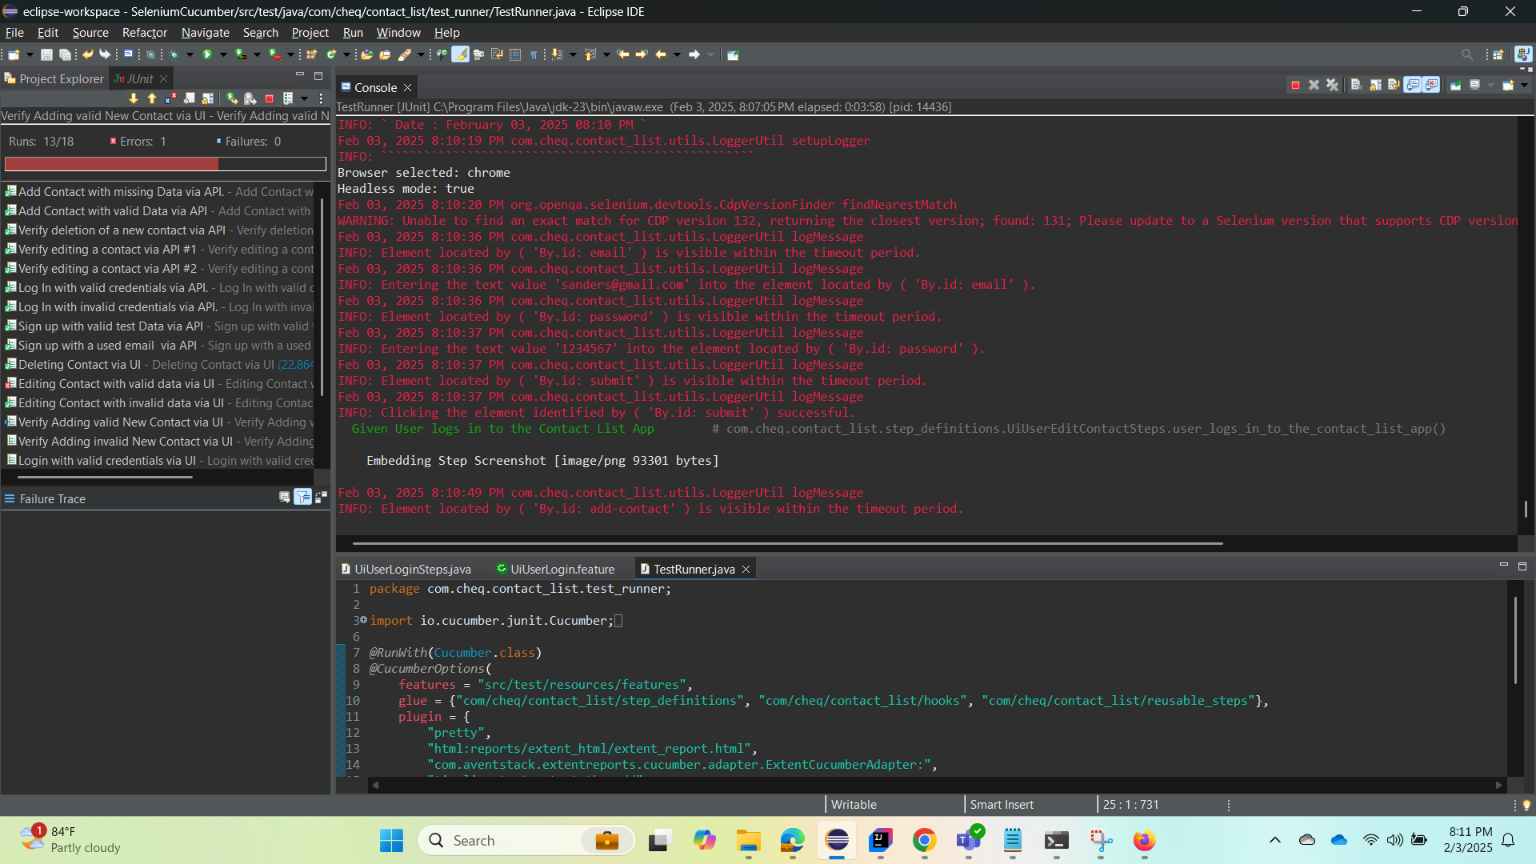 eclipse-workspace - SeleniumCucumber/src/test/java/com/cheq/contact_list/test_runner/TestRunner.java - Eclipse IDE
File Edit Source Refactor Navigate Search Project Run Window Help
Project Explorer
JUnit
Verify Adding valid New Contact via UI - Verify Adding valid N
Runs: 13/18 Errors: 1 Failures: 0
Add Contact with missing Data via API. - Add Contact w
Add Contact with valid Data via API - Add Contact with
Verify deletion of a new contact via API - Verify deletion
Verify editing a contact via API #1 - Verify editing a cont
Verify editing a contact via API #2 - Verify editing a cont
Log In with valid credentials via API. - Log In with valid c
Log In with invalid credentials via API. - Log In with inva
Sign up with valid test Data via API - Sign up with valid
Sign up with a used email via API - Sign up with a used
Deleting Contact via UI - Deleting Contact via UI (22.864
Editing Contact with valid data via UI - Editing Contact
Editing Contact with invalid data via UI - Editing Contac
Verify Adding valid New Contact via UI - Verify Adding v
Verify Adding invalid New Contact via UI - Verify Adding
Login with valid credentials via UI - Login with valid cre
Failure Trace
Console
TestRunner [JUnit] C:\Program Files\Java\jdk-23\bin\javaw.exe (Feb 3, 2025, 8:07:05 PM elapsed: 0:03:58) [pid: 14436]
INFO: ` Date : February 03, 2025 08:10 PM `
Feb 03, 2025 8:10:19 PM com.cheq.contact_list.utils.LoggerUtil setupLogger
INFO: ````````````````````````````````````````````````````
Browser selected: chrome
Headless mode: true
Feb 03, 2025 8:10:20 PM org.openqa.selenium.devtools.CdpVersionFinder findNearestMatch
WARNING: Unable to find an exact match for CDP version 132, returning the closest version; found: 131; Please update to a Selenium version that supports CDP version
Feb 03, 2025 8:10:36 PM com.cheq.contact_list.utils.LoggerUtil logMessage
INFO: Element located by ( 'By.id: email' ) is visible within the timeout period.
Feb 03, 2025 8:10:36 PM com.cheq.contact_list.utils.LoggerUtil logMessage
INFO: Entering the text value 'sanders@gmail.com' into the element located by ( 'By.id: email' ).
Feb 03, 2025 8:10:36 PM com.cheq.contact_list.utils.LoggerUtil logMessage
INFO: Element located by ( 'By.id: password' ) is visible within the timeout period.
Feb 03, 2025 8:10:37 PM com.cheq.contact_list.utils.LoggerUtil logMessage
INFO: Entering the text value '1234567' into the element located by ( 'By.id: password' ).
Feb 03, 2025 8:10:37 PM com.cheq.contact_list.utils.LoggerUtil logMessage
INFO: Element located by ( 'By.id: submit' ) is visible within the timeout period.
Feb 03, 2025 8:10:37 PM com.cheq.contact_list.utils.LoggerUtil logMessage
INFO: Clicking the element identified by ( 'By.id: submit' ) successful.
Given User logs in to the Contact List App # com.cheq.contact_list.step_definitions.UiUserEditContactSteps.user_logs_in_to_the_contact_list_app()
Embedding Step Screenshot [image/png 93301 bytes]
Feb 03, 2025 8:10:49 PM com.cheq.contact_list.utils.LoggerUtil logMessage
INFO: Element located by ( 'By.id: add-contact' ) is visible within the timeout period.
UiUserLoginSteps.java UiUserLogin.feature TestRunner.java
1 package com.cheq.contact_list.test_runner;
2
3 import io.cucumber.junit.Cucumber;
6
7 @RunWith(Cucumber.class)
8 @CucumberOptions(
9 features = "src/test/resources/features",
10 glue = {"com/cheq/contact_list/step_definitions", "com/cheq/contact_list/hooks", "com/cheq/contact_list/reusable_steps"},
11 plugin = {
12 "pretty",
13 "html:reports/extent_html/extent_report.html",
14 "com.aventstack.extentreports.cucumber.adapter.ExtentCucumberAdapter:",
Writable Smart Insert 25 : 1 : 731
1
84°F
Partly cloudy
Search
8:11 PM
2/3/2025